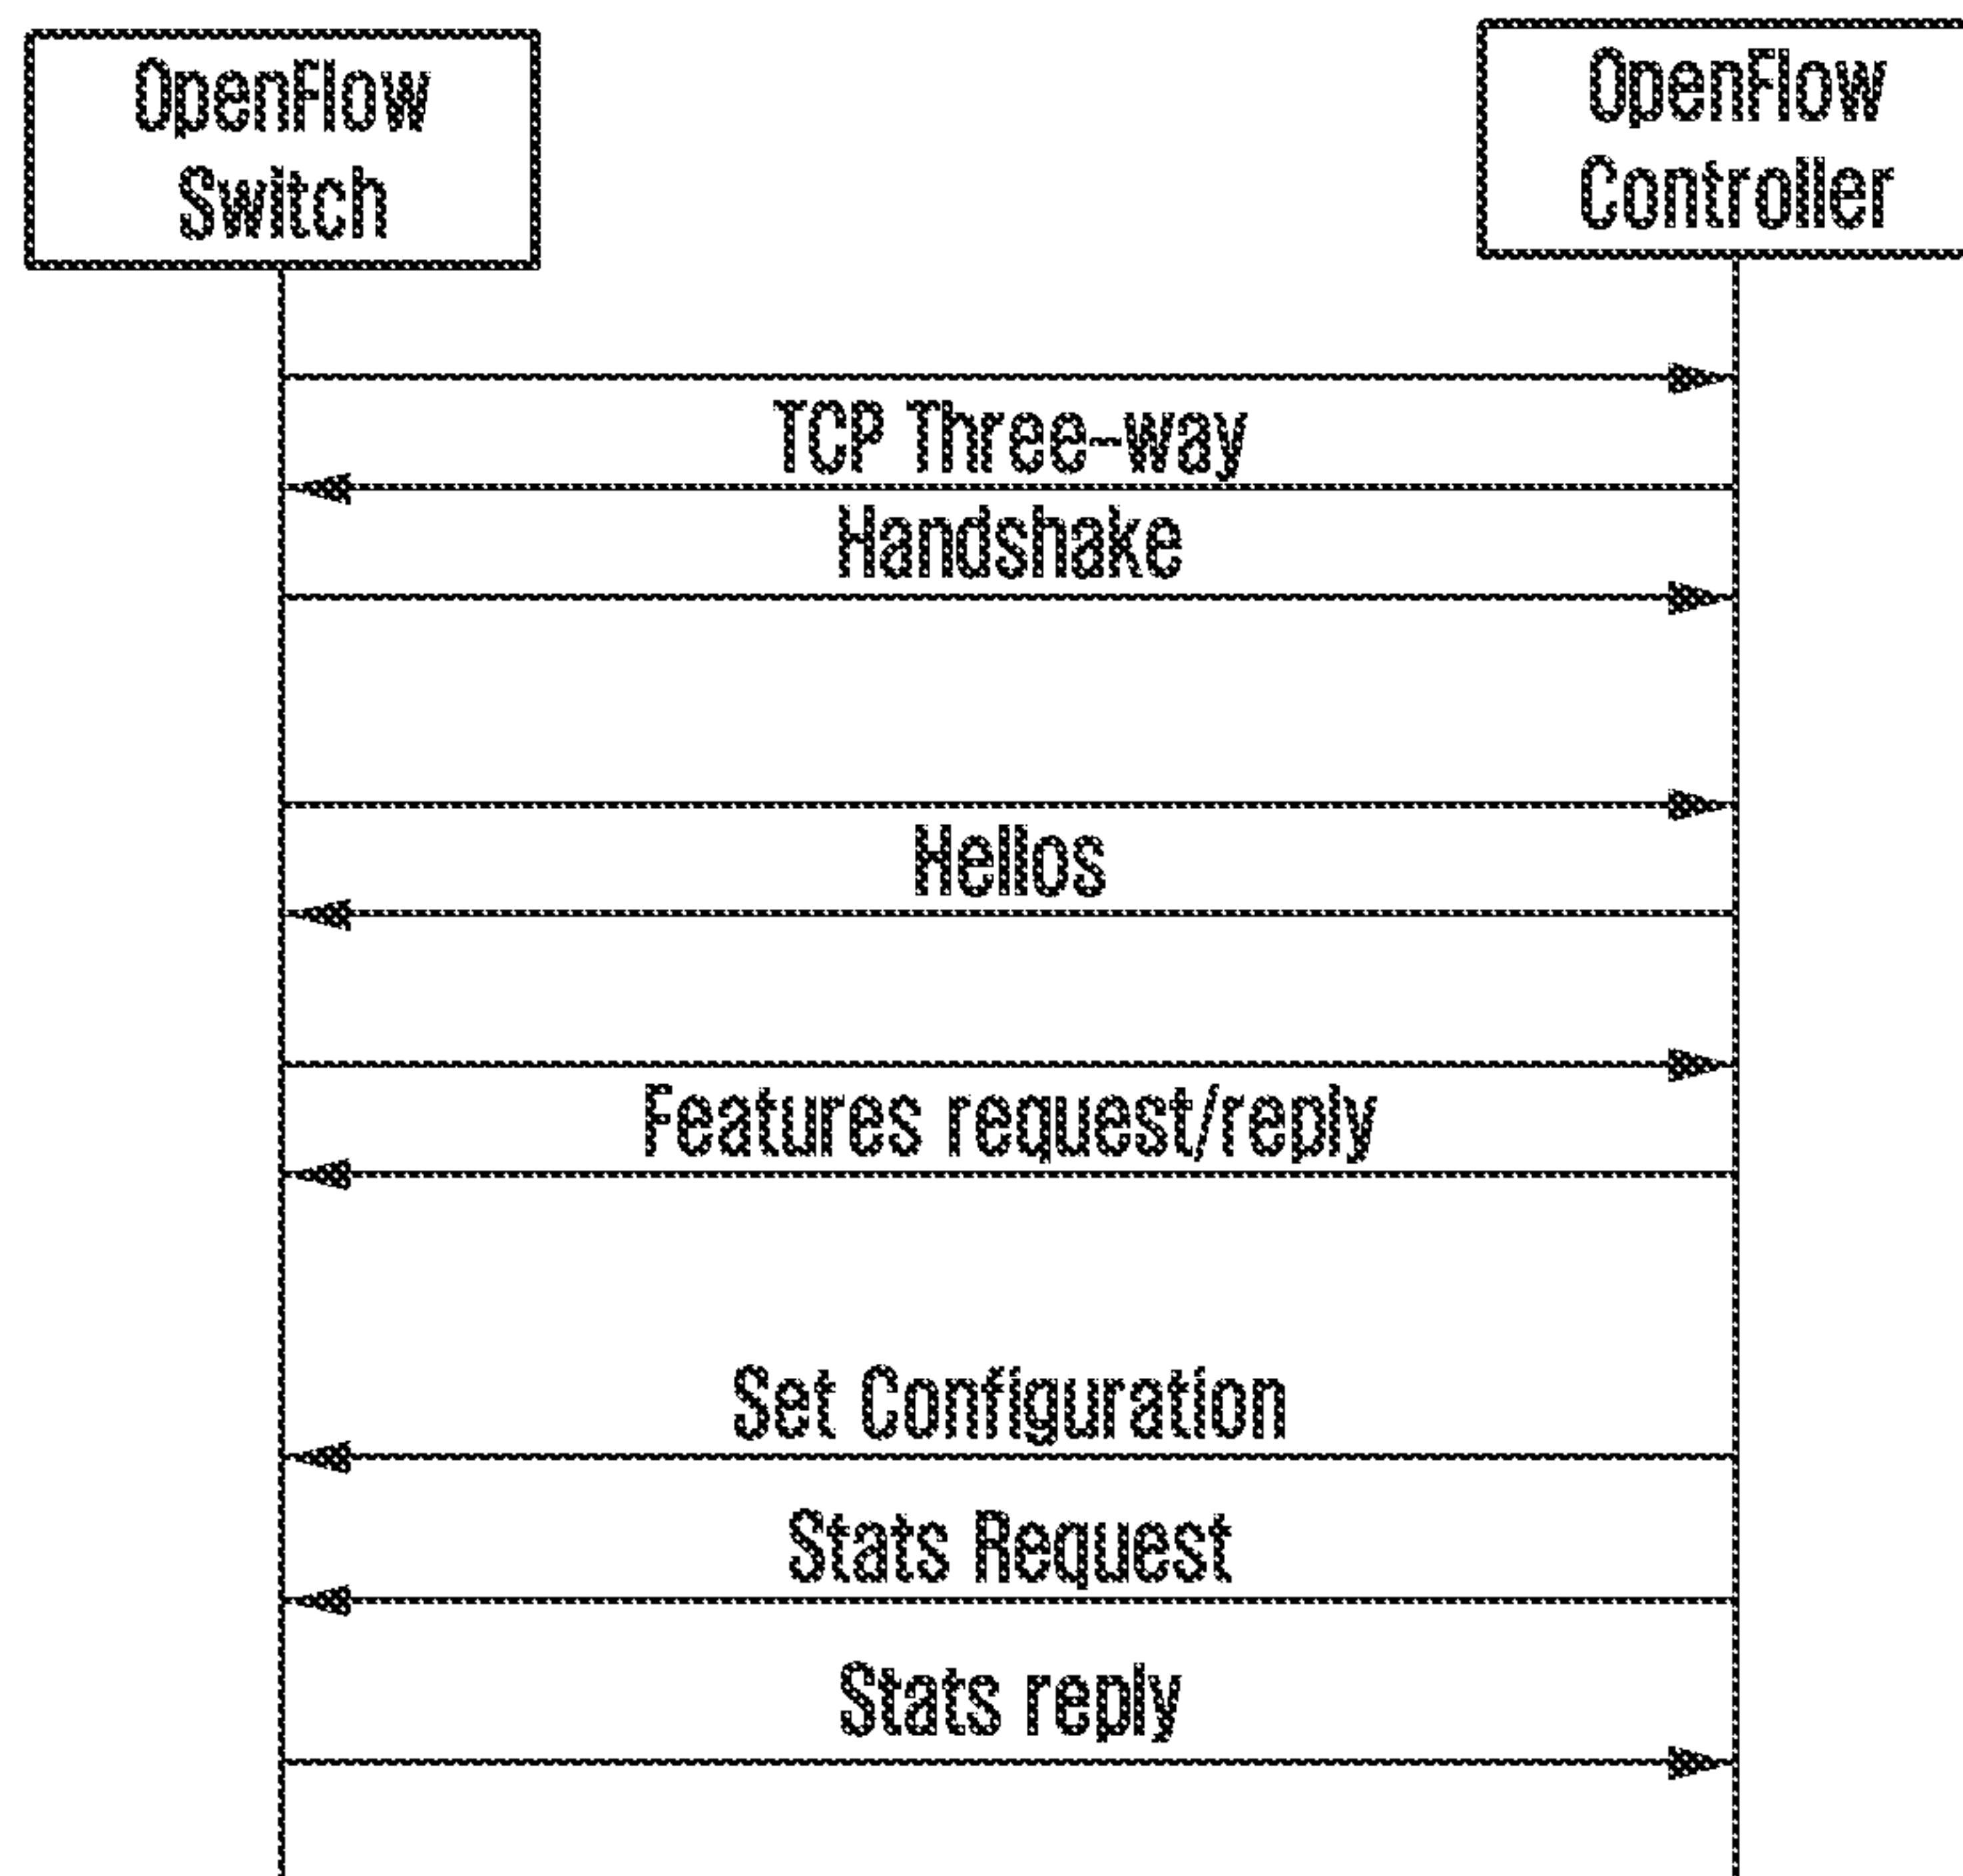 OpenFlow
Switch
OpenFlow
Controller
TCP Three-way
Handshake
Hellos
Features request/reply
Set Configuration
Stats Request
Stats reply